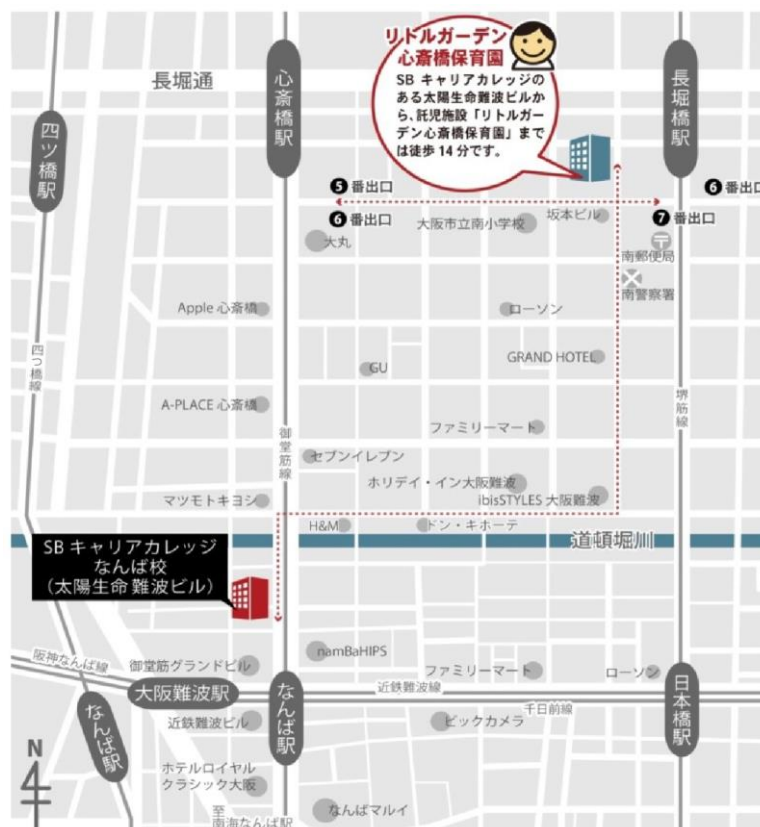 リトルガーデン
心斎橋保育園
SB キャリアカレッジの
ある太陽生命難波ビルか
ら、託児施設「リトルガー
デン心斎橋保育園」まで
は徒歩 14 分です。
長堀通
心斎橋駅
長堀橋駅
四ツ橋駅
❺番出口
❻番出口
❻番出口
❼番出口
大丸
大阪市立南小学校
坂本ビル
南郵便局
南警察署
Apple 心斎橋
ローソン
GU
GRAND HOTEL
四つ橋線
A-PLACE 心斎橋
堺筋線
御堂筋線
ファミリーマート
セブンイレブン
ホリデイ・イン大阪難波
ibisSTYLES 大阪難波
マツモトキヨシ
H&M
ドン・キホーテ
道頓堀川
SB キャリアカレッジ
なんば校
(太陽生命難波ビル)
namBaHIPS
阪神なんば線
御堂筋グランドビル
ファミリーマート
ローソン
大阪難波駅
なんば駅
近鉄難波線
千日前線
日本橋駅
なんば駅
近鉄難波ビル
ビックカメラ
N
ホテルロイヤル
クラシック大阪
なんばマルイ
至
南海なんば駅